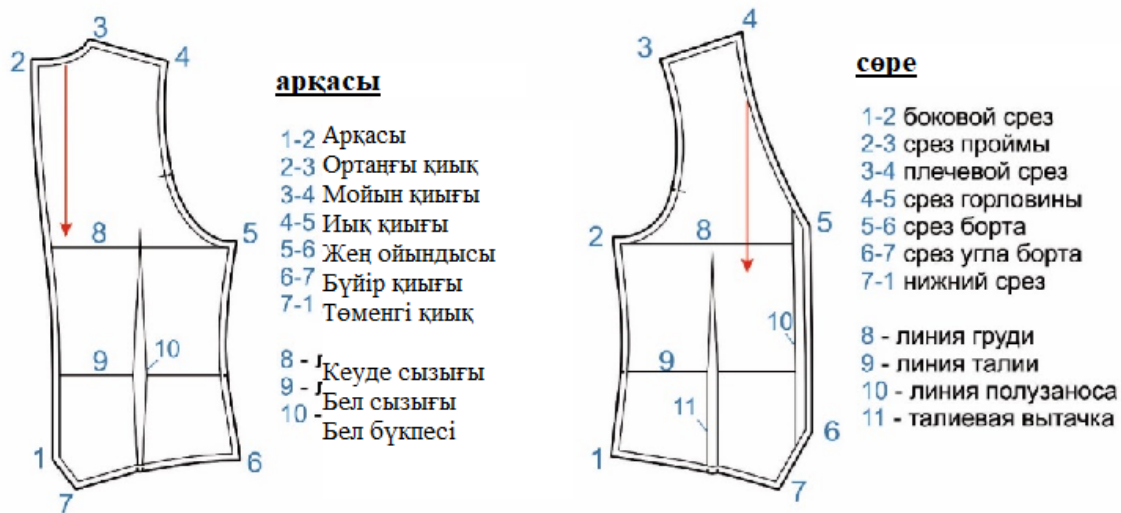 арқасы
1-2 Арқасы
2-3 Ортаңғы қиық
3-4 Мойын қиығы
4-5 Иық қиығы
5-6 Жең ойындысы
6-7 Бүйір қиығы
7-1 Төменгі қиық
8 - Кеуде сызығы
9 - Бел сызығы
10 - Бел бүкпесі
2
3
4
8
5
9
10
1
6
7
сөре
1-2 боковой срез
2-3 срез проймы
3-4 плечевой срез
4-5 срез горловины
5-6 срез борта
6-7 срез угла борта
7-1 нижний срез
8 - линия груди
9 - линия талии
10 - линия полузаноса
11 - талиевая вытачка
3
4
5
2
8
10
9
11
6
1
7